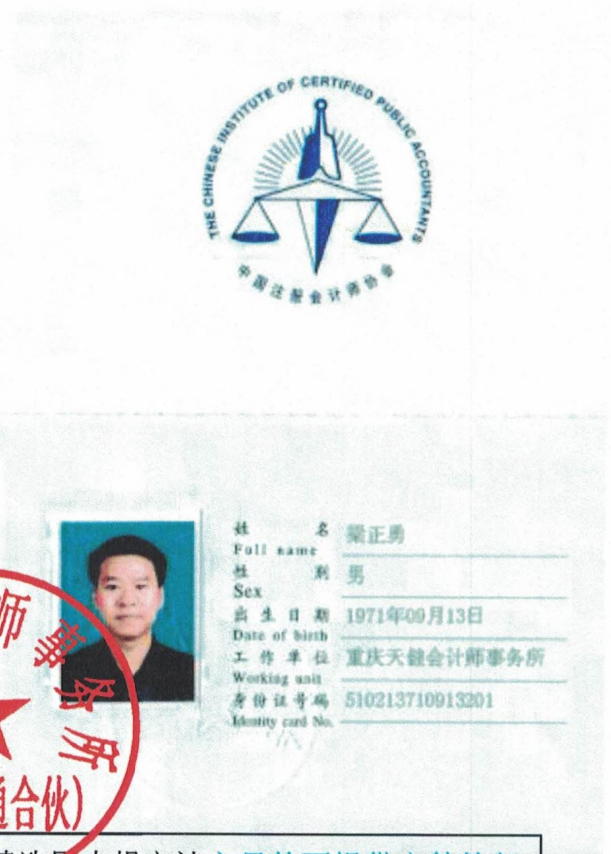 THE CHINESE INSTITUTE OF CERTIFIED PUBLIC ACCOUNTANTS
中国注册会计师协会
姓 名 梁正勇
Full name
性 别 男
Sex
出 生 日 期 1971年09月13日
Date of birth
工 作 单 位 重庆天健会计师事务所
Working unit
身 份 证 号 码 510213710913201
Identity card No.
师事务所
通合伙)